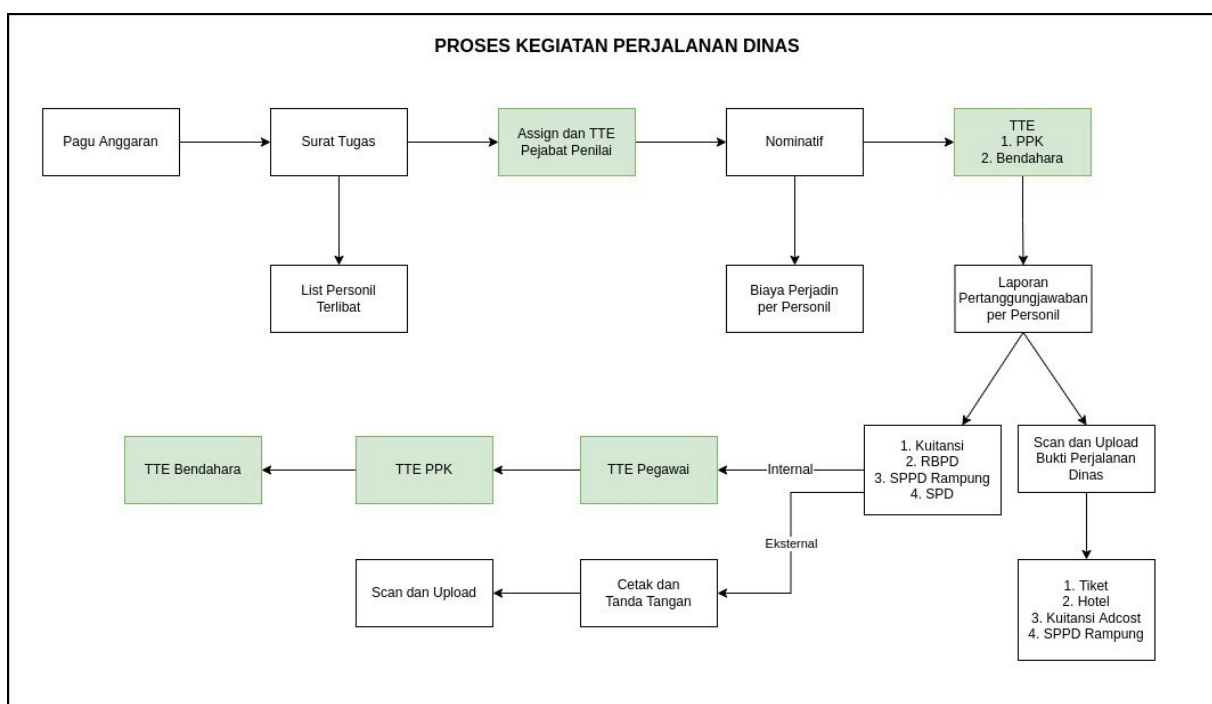 PROSES KEGIATAN PERJALANAN DINAS
Pagu Anggaran
Surat Tugas
Assign dan TTE
Pejabat Penilai
Nominatif
TTE
1. PPK
2. Bendahara
List Personil
Terlibat
Biaya Perjadin
per Personil
Laporan
Pertanggungjawaban
per Personil
TTE Bendahara
TTE PPK
TTE Pegawai
Internal
1. Kuitansi
2. RBPD
3. SPPD Rampung
4. SPD
Scan dan Upload
Bukti Perjalanan
Dinas
Eksternal
Scan dan Upload
Cetak dan
Tanda Tangan
1. Tiket
2. Hotel
3. Kuitansi Adcost
4. SPPD Rampung